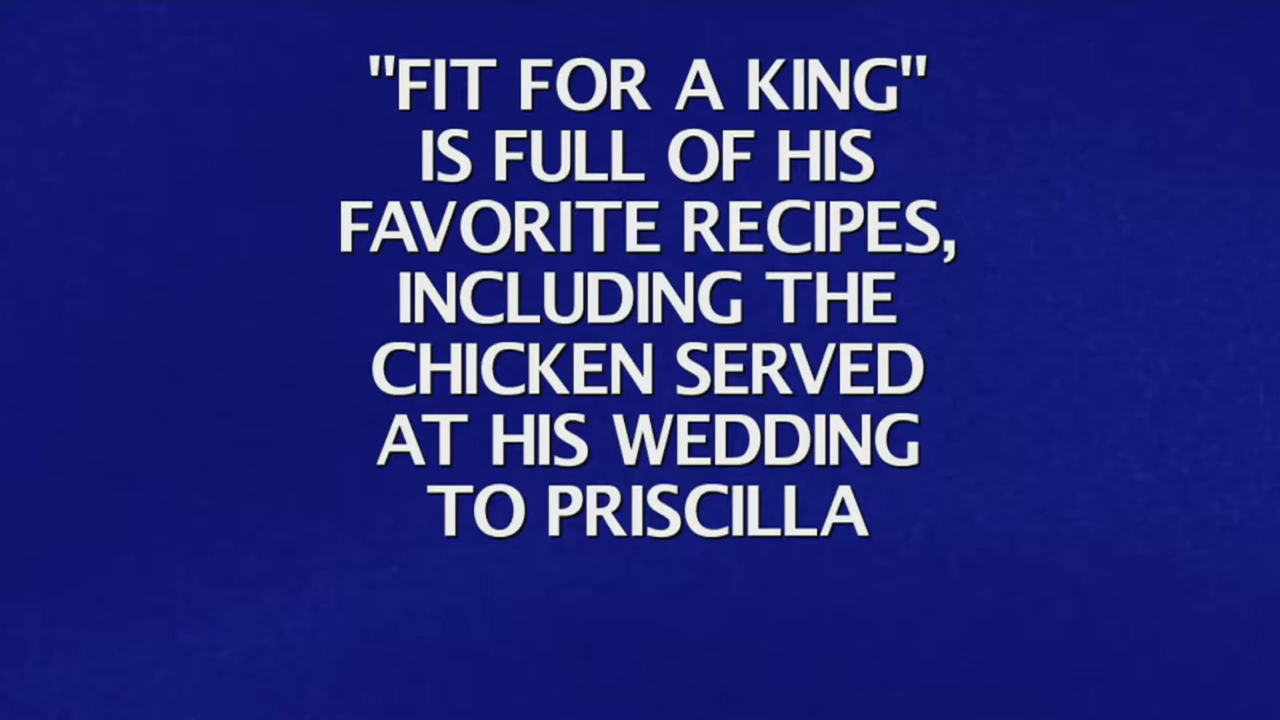 "FIT FOR A KING"
IS FULL OF HIS
FAVORITE RECIPES,
INCLUDING THE
CHICKEN SERVED
AT HIS WEDDING
TO PRISCILLA